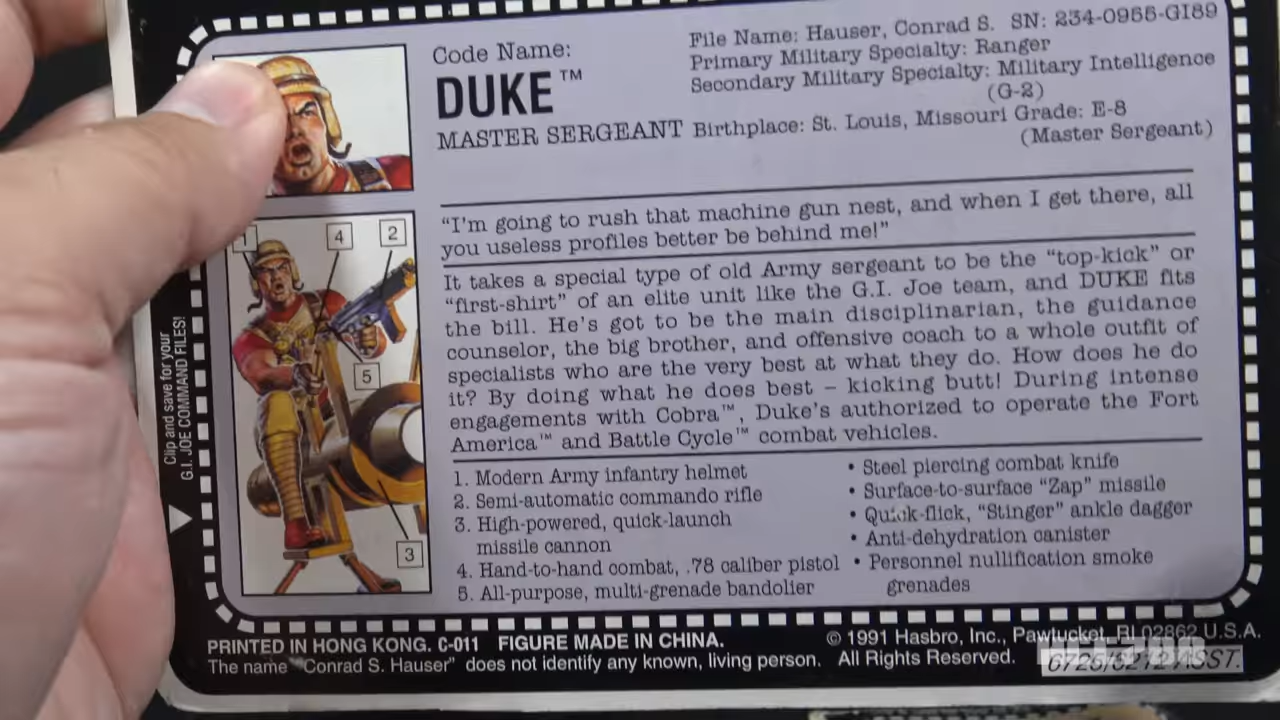 Code Name:
DUKE™
MASTER SERGEANT
File Name: Hauser, Conrad S. SN: 234-0955-GI89
Primary Military Specialty: Ranger
Secondary Military Specialty: Military Intelligence
(G-2)
Birthplace: St. Louis, Missouri Grade: E-8
(Master Sergeant)
"I'm going to rush that machine gun nest, and when I get there, all
you useless profiles better be behind me!"
It takes a special type of old Army sergeant to be the "top-kick" or
"first-shirt" of an elite unit like the G.I. Joe team, and DUKE fits
the bill. He's got to be the main disciplinarian, the guidance
counselor, the big brother, and offensive coach to a whole outfit of
specialists who are the very best at what they do. How does he do
it? By doing what he does best – kicking butt! During intense
engagements with Cobra™, Duke's authorized to operate the Fort
America™ and Battle Cycle™ combat vehicles.
1. Modern Army infantry helmet
2. Semi-automatic commando rifle
3. High-powered, quick-launch
missile cannon
4. Hand-to-hand combat, .78 caliber pistol
5. All-purpose, multi-grenade bandolier
• Steel piercing combat knife
• Surface-to-surface "Zap" missile
• Quick-flick, "Stinger" ankle dagger
• Anti-dehydration canister
• Personnel nullification smoke
grenades
1
4
2
5
3
Clip and save for your
G.I. JOE COMMAND FILES!
PRINTED IN HONG KONG. C-011 FIGURE MADE IN CHINA.
The name "Conrad S. Hauser" does not identify any known, living person.
© 1991 Hasbro, Inc., Pawtucket, RI 02862 U.S.A.
All Rights Reserved.
ASST.